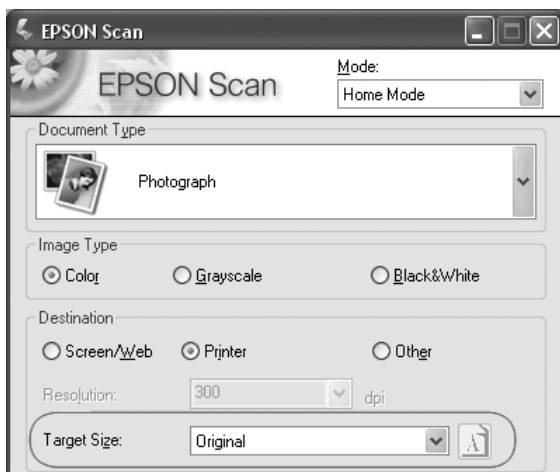 EPSON Scan
EPSON Scan
Mode:
Home Mode
Document Type
Photograph
Image Type
Color Grayscale Black&White
Destination
Screen/Web Printer Other
Resolution: 300 dpi
Target Size: Original
A